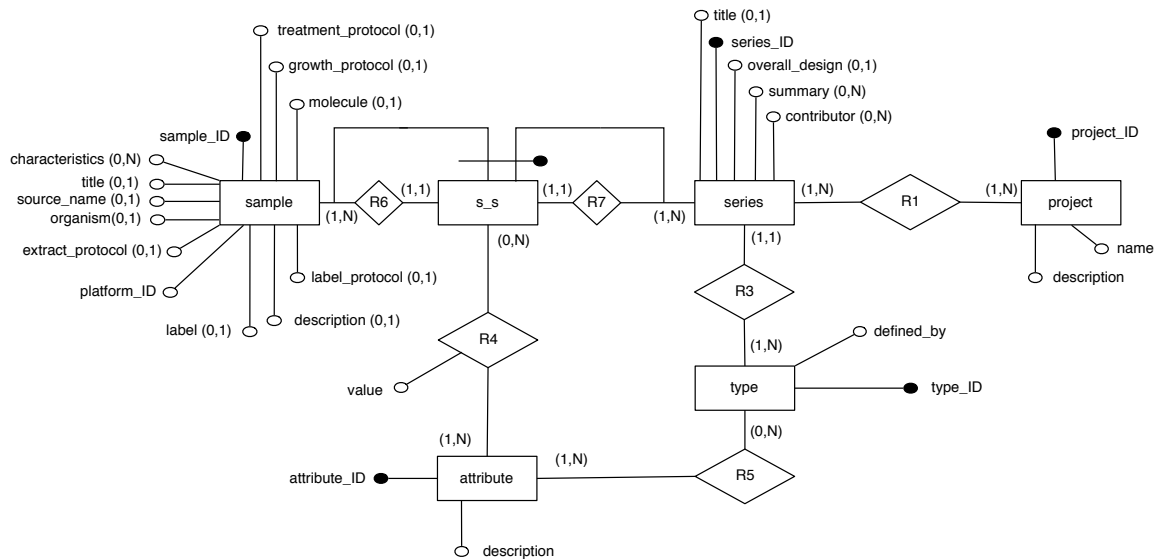 title (0,1)
series_ID
overall_design (0,1)
summary (0,N)
contributor (0,N)
treatment_protocol (0,1)
growth_protocol (0,1)
molecule (0,1)
sample_ID
characteristics (0,N)
title (0,1)
source_name (0,1)
organism(0,1)
extract_protocol (0,1)
platform_ID
label (0,1)
description (0,1)
label_protocol (0,1)
sample
(1,N)
R6
(1,1)
s_s
(1,1)
R7
(1,N)
series
(1,N)
R1
(1,N)
project
project_ID
name
description
(0,N)
(1,1)
R3
R4
value
(1,N)
defined_by
type
type_ID
(0,N)
(1,N)
(1,N)
attribute_ID
attribute
R5
description